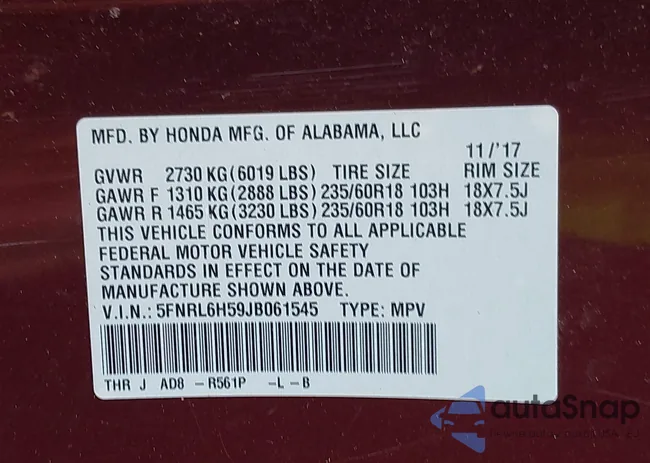 MFD. BY HONDA MFG. OF ALABAMA, LLC
11/'17
GVWR 2730 KG(6019 LBS) TIRE SIZE RIM SIZE
GAWR F 1310 KG(2888 LBS)235/60R18 103H 18X7.5J
GAWR R 1465 KG(3230 LBS)235/60R18 103H 18X7.5J
THIS VEHICLE CONFORMS TO ALL APPLICABLE
FEDERAL MOTOR VEHICLE SAFETY
STANDARDS IN EFFECT ON THE DATE OF
MANUFACTURE SHOWN ABOVE.
V.I.N.:5FNRL6H59JB061545 TYPE: MPV
THR J AD8 -R561P -L-B
autoSnap